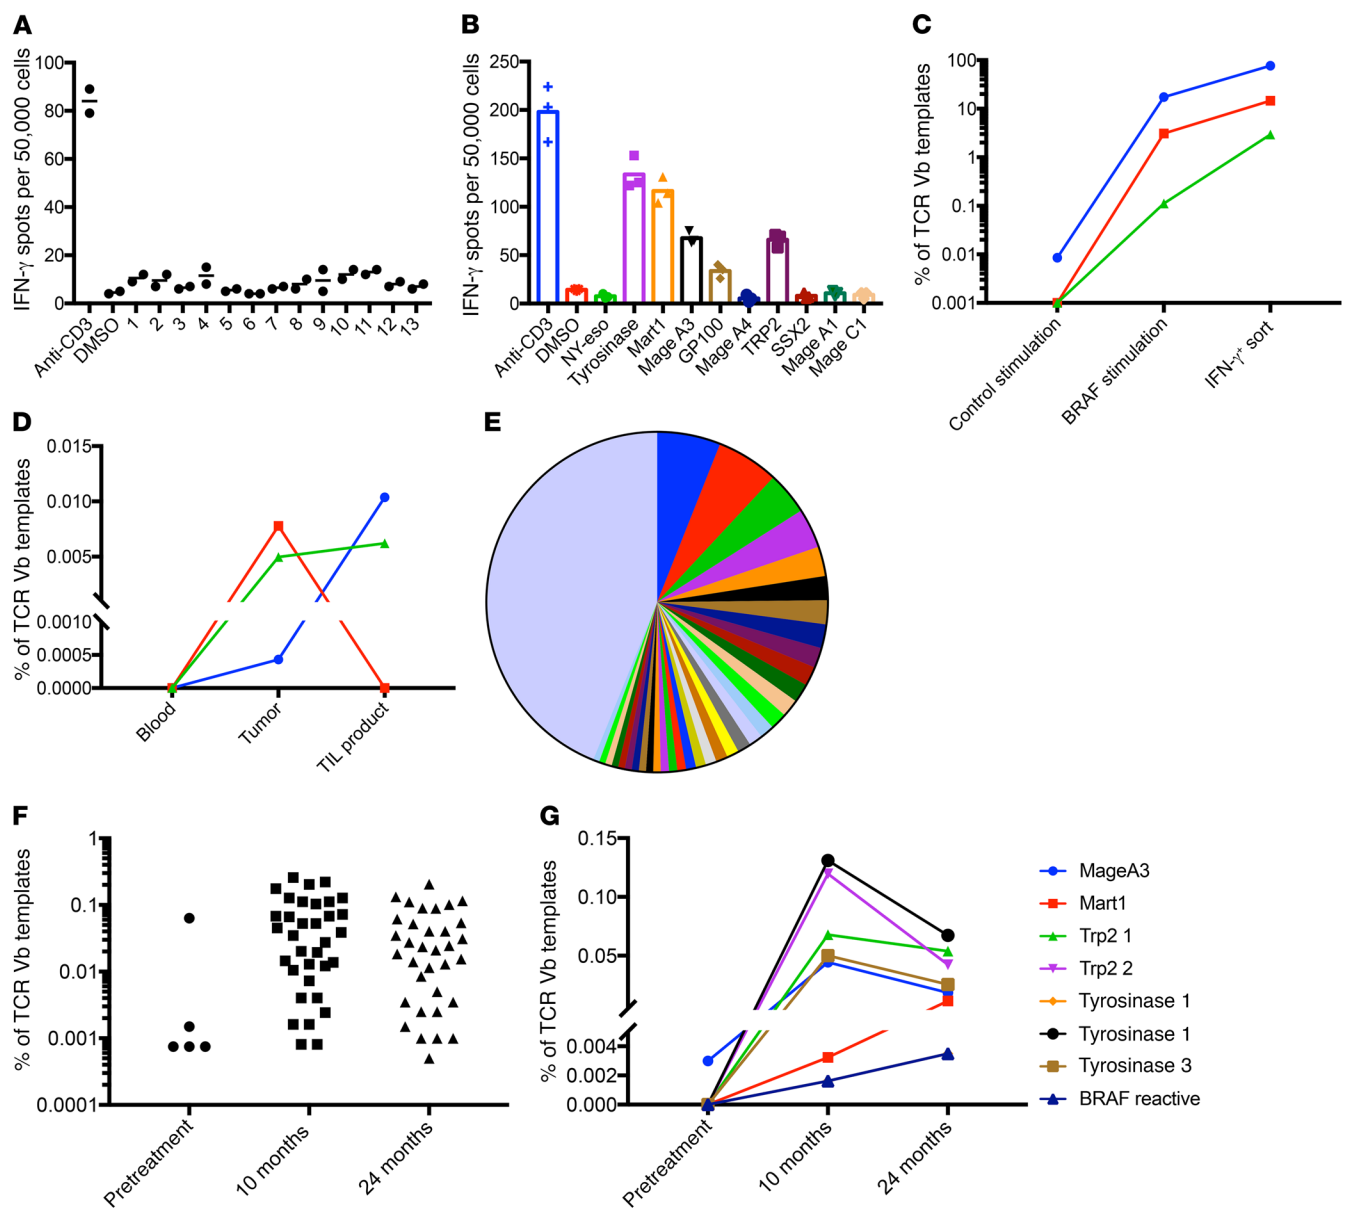 A
IFN-γ spots per 50,000 cells
100
80
60
40
20
0
Anti-CD3
DMSO
1
2
3
4
5
6
7
8
9
10
11
12
13
B
IFN-γ spots per 50,000 cells
250
200
150
100
50
0
Anti-CD3
DMSO
NY-eso
Tyrosinase
Mart1
Mage A3
GP100
Mage A4
TRP2
SSX2
Mage A1
Mage C1
C
% of TCR Vb templates
100
10
1
0.1
0.01
0.001
Control stimulation
BRAF stimulation
IFN-γ⁺ sort
D
% of TCR Vb templates
0.015
0.010
0.005
0.0010
0.0005
0.0000
Blood
Tumor
TIL product
E
F
% of TCR Vb templates
1
0.1
0.01
0.001
0.0001
Pretreatment
10 months
24 months
G
% of TCR Vb templates
0.15
0.10
0.05
0.004
0.002
0.000
Pretreatment
10 months
24 months
MageA3
Mart1
Trp2 1
Trp2 2
Tyrosinase 1
Tyrosinase 1
Tyrosinase 3
BRAF reactive